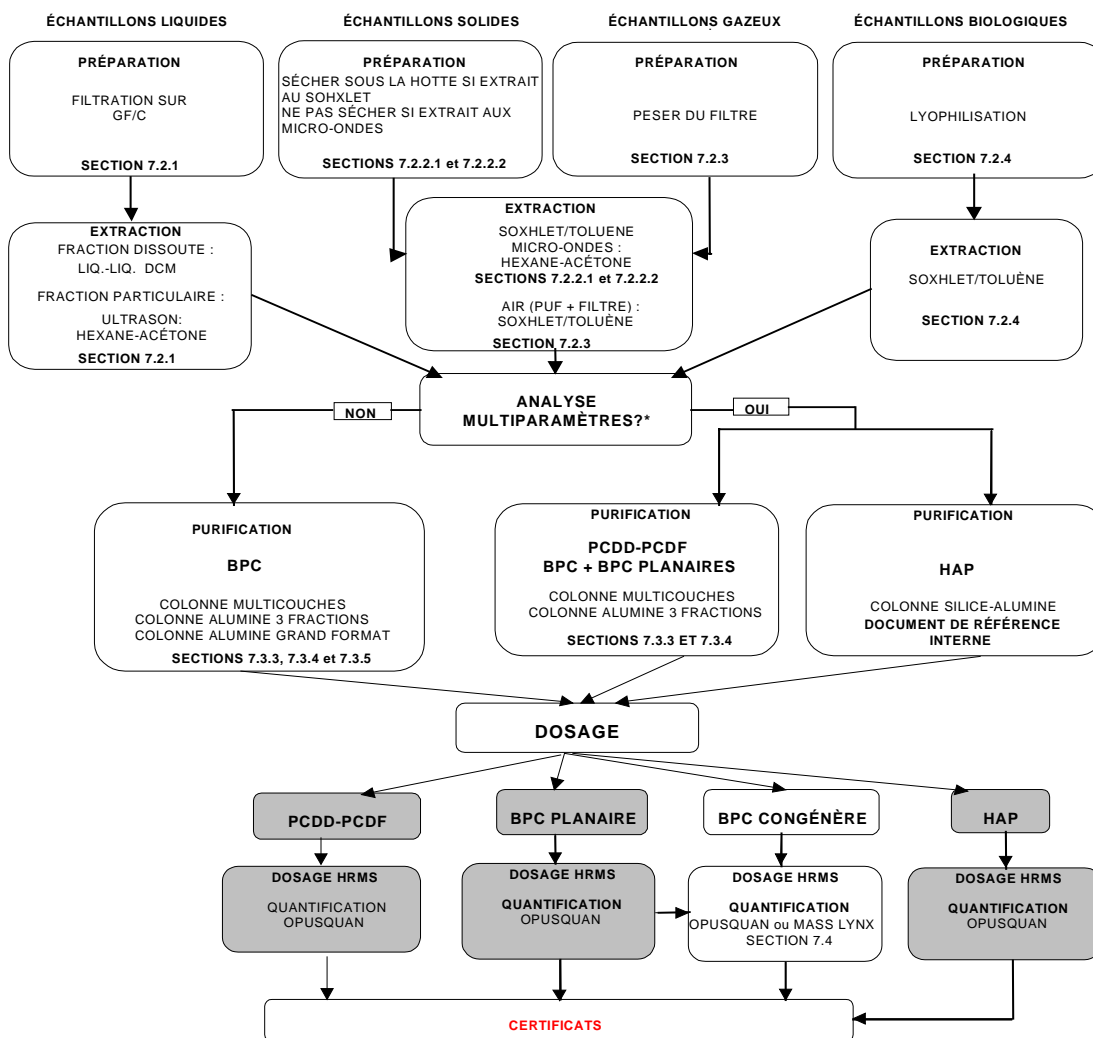 ÉCHANTILLONS LIQUIDES
ÉCHANTILLONS SOLIDES
ÉCHANTILLONS GAZEUX
ÉCHANTILLONS BIOLOGIQUES
PRÉPARATION
FILTRATION SUR
GF/C
SECTION 7.2.1
PRÉPARATION
SÉCHER SOUS LA HOTTE SI EXTRAIT
AU SOHXLET
NE PAS SÉCHER SI EXTRAIT AUX
MICRO-ONDES
SECTIONS 7.2.2.1 et 7.2.2.2
PRÉPARATION
PESER DU FILTRE
SECTION 7.2.3
PRÉPARATION
LYOPHILISATION
SECTION 7.2.4
EXTRACTION
FRACTION DISSOUTE :
LIQ.-LIQ. DCM
FRACTION PARTICULAIRE :
ULTRASON:
HEXANE-ACÉTONE
SECTION 7.2.1
EXTRACTION
SOXHLET/TOLUENE
MICRO-ONDES :
HEXANE-ACÉTONE
SECTIONS 7.2.2.1 et 7.2.2.2
AIR (PUF + FILTRE) :
SOXHLET/TOLUÈNE
SECTION 7.2.3
EXTRACTION
SOXHLET/TOLUÈNE
SECTION 7.2.4
ANALYSE
MULTIPARAMÈTRES?*
NON
OUI
PURIFICATION
BPC
COLONNE MULTICOUCHES
COLONNE ALUMINE 3 FRACTIONS
COLONNE ALUMINE GRAND FORMAT
SECTIONS 7.3.3, 7.3.4 et 7.3.5
PURIFICATION
PCDD-PCDF
BPC + BPC PLANAIRES
COLONNE MULTICOUCHES
COLONNE ALUMINE 3 FRACTIONS
SECTIONS 7.3.3 ET 7.3.4
PURIFICATION
HAP
COLONNE SILICE-ALUMINE
DOCUMENT DE RÉFÉRENCE
INTERNE
DOSAGE
PCDD-PCDF
BPC PLANAIRE
BPC CONGÉNÈRE
HAP
DOSAGE HRMS
QUANTIFICATION
OPUSQUAN
DOSAGE HRMS
QUANTIFICATION
OPUSQUAN
DOSAGE HRMS
QUANTIFICATION
OPUSQUAN ou MASS LYNX
SECTION 7.4
DOSAGE HRMS
QUANTIFICATION
OPUSQUAN
CERTIFICATS